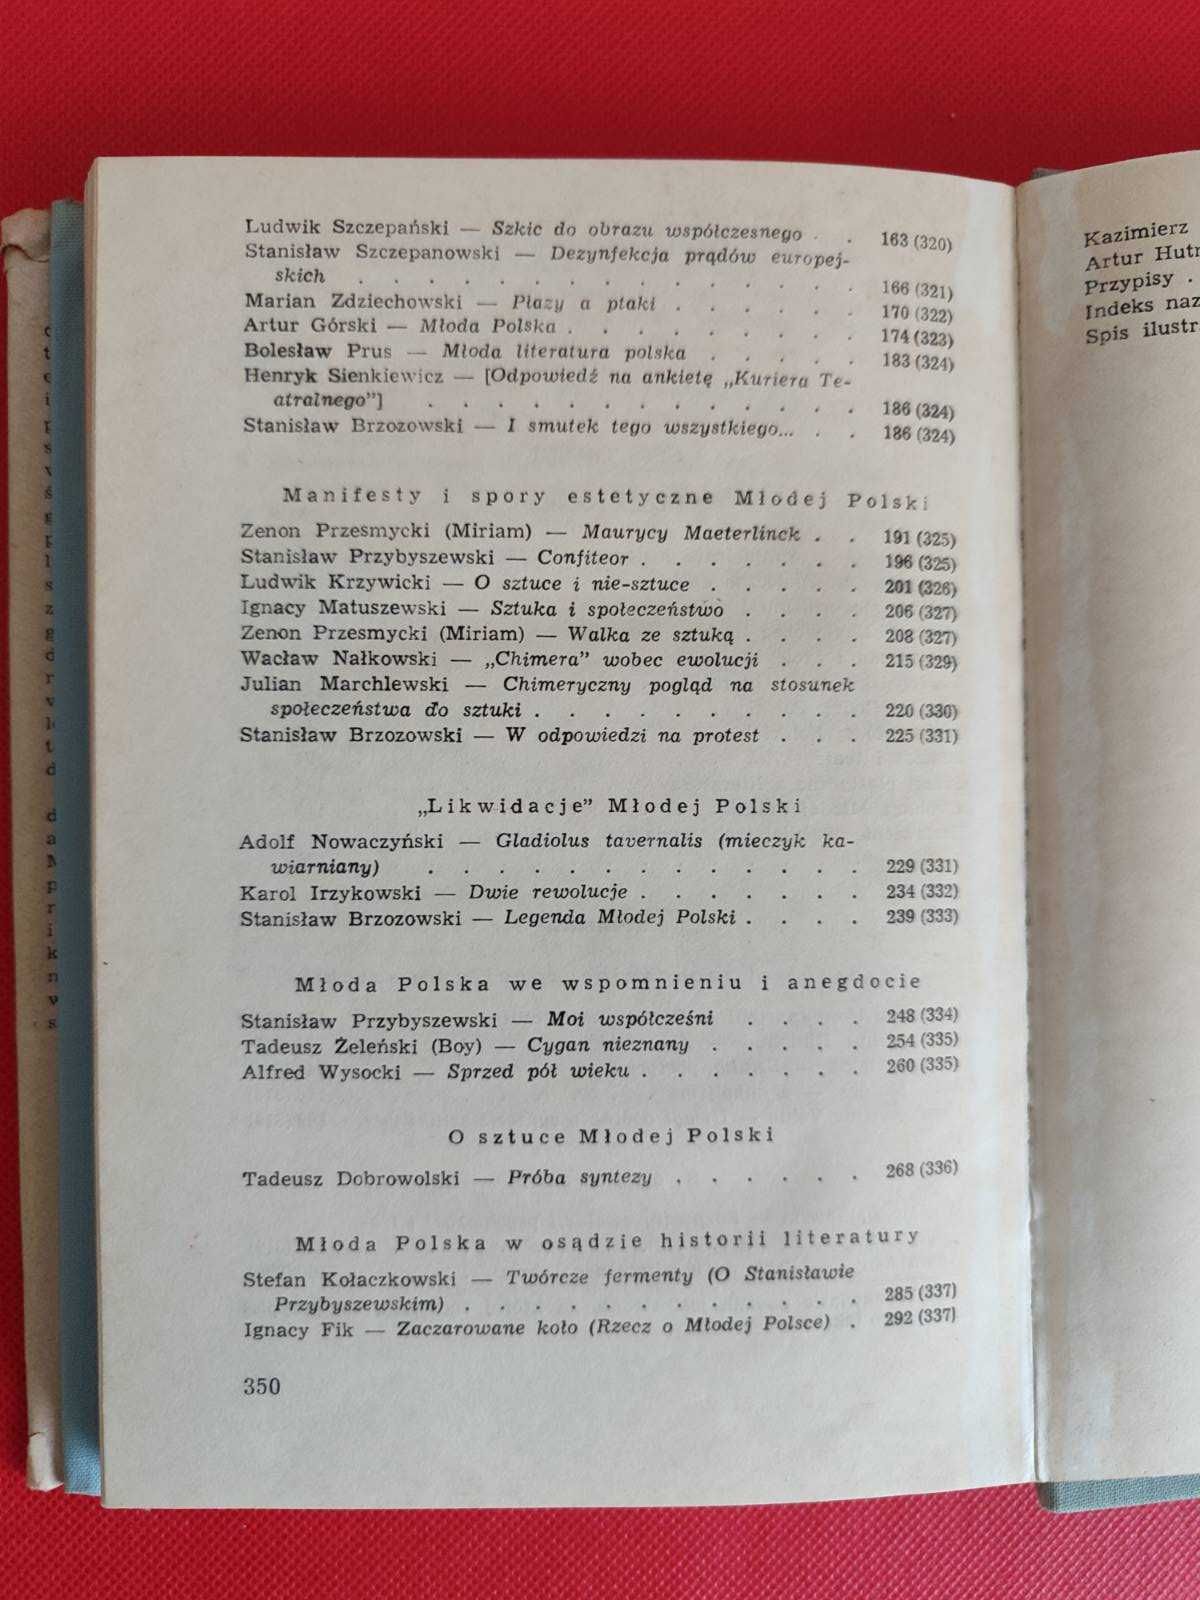 Ludwik Szczepański — Szkic do obrazu współczesnego . . 163 (320)
Stanisław Szczepanowski — Dezynfekcja prądów europej-
skich . . . . . . . . . . . . . . 166 (321)
Marian Zdziechowski — Płazy a ptaki . . . . . . 170 (322)
Artur Górski — Młoda Polska . . . . . . . . 174 (323)
Bolesław Prus — Młoda literatura polska . . . . . 183 (324)
Henryk Sienkiewicz — [Odpowiedź na ankietę „Kuriera Te-
atralnego”] . . . . . . . . . . . . . 186 (324)
Stanisław Brzozowski — I smutek tego wszystkiego... . . 186 (324)
Manifesty i spory estetyczne Młodej Polski
Zenon Przesmycki (Miriam) — Maurycy Maeterlinck . . 191 (325)
Stanisław Przybyszewski — Confiteor . . . . . . . 196 (325)
Ludwik Krzywicki — O sztuce i nie-sztuce . . . . . 201 (326)
Ignacy Matuszewski — Sztuka i społeczeństwo . . . . 206 (327)
Zenon Przesmycki (Miriam) — Walka ze sztuką . . . . 208 (327)
Wacław Nałkowski — „Chimera” wobec ewolucji . . . 215 (329)
Julian Marchlewski — Chimeryczny pogląd na stosunek
społeczeństwa do sztuki . . . . . . . . . . 220 (330)
Stanisław Brzozowski — W odpowiedzi na protest . . . 225 (331)
„Likwidacje” Młodej Polski
Adolf Nowaczyński — Gladiolus tavernalis (mieczyk ka-
wiarniany) . . . . . . . . . . . . . 229 (331)
Karol Irzykowski — Dwie rewolucje . . . . . . . 234 (332)
Stanisław Brzozowski — Legenda Młodej Polski . . . . 239 (333)
Młoda Polska we wspomnieniu i anegdocie
Stanisław Przybyszewski — Moi współcześni . . . . 248 (334)
Tadeusz Żeleński (Boy) — Cygan nieznany . . . . . 254 (335)
Alfred Wysocki — Sprzed pół wieku . . . . . . . 260 (335)
O sztuce Młodej Polski
Tadeusz Dobrowolski — Próba syntezy . . . . . . 268 (336)
Młoda Polska w osądzie historii literatury
Stefan Kołaczkowski — Twórcze fermenty (O Stanisławie
Przybyszewskim) . . . . . . . . . . . . 285 (337)
Ignacy Fik — Zaczarowane koło (Rzecz o Młodej Polsce) . 292 (337)
350
Kazimierz
Artur Hut
Przypisy .
Indeks naz
Spis ilustr